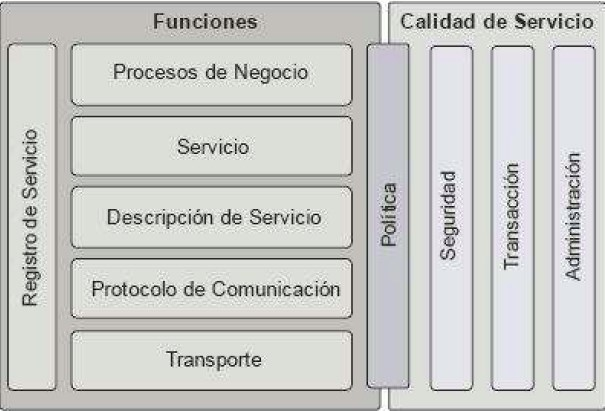 Funciones
Calidad de Servicio
Registro de Servicio
Procesos de Negocio
Servicio
Descripción de Servicio
Protocolo de Comunicación
Transporte
Política
Seguridad
Transacción
Administración